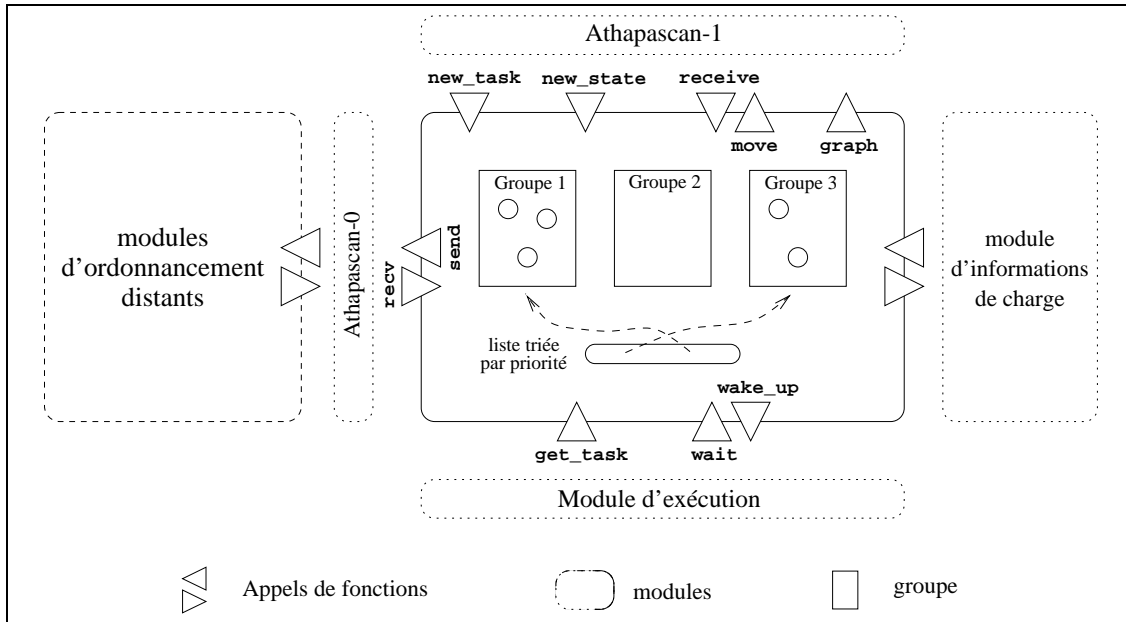 Athapascan-1
new_task new_state receive
move graph
Groupe 1 Groupe 2 Groupe 3
modules
d'ordonnancement
distants
Athapascan-0
send
recv
module
d'informations
de charge
liste triée
par priorité
wake_up
get_task wait
Module d'exécution
Appels de fonctions
modules
groupe